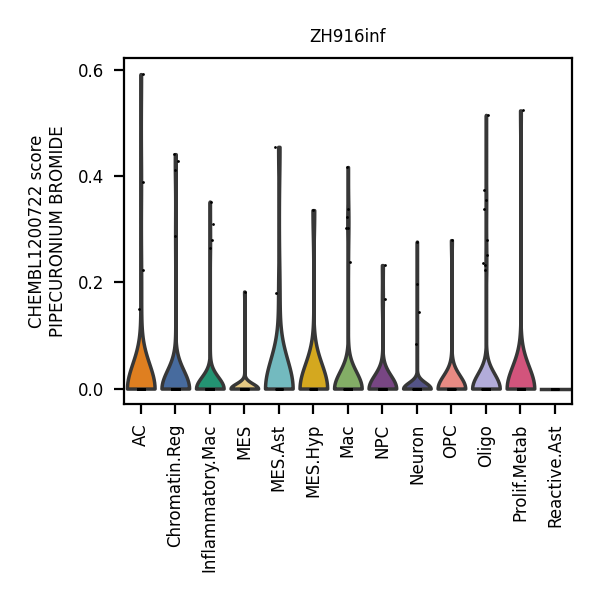 ZH916inf
CHEMBL1200722 score
PIPECURONIUM BROMIDE
0.6
0.4
0.2
0.0
AC
Chromatin.Reg
Inflammatory.Mac
MES
MES.Ast
MES.Hyp
Mac
NPC
Neuron
OPC
Oligo
Prolif.Metab
Reactive.Ast